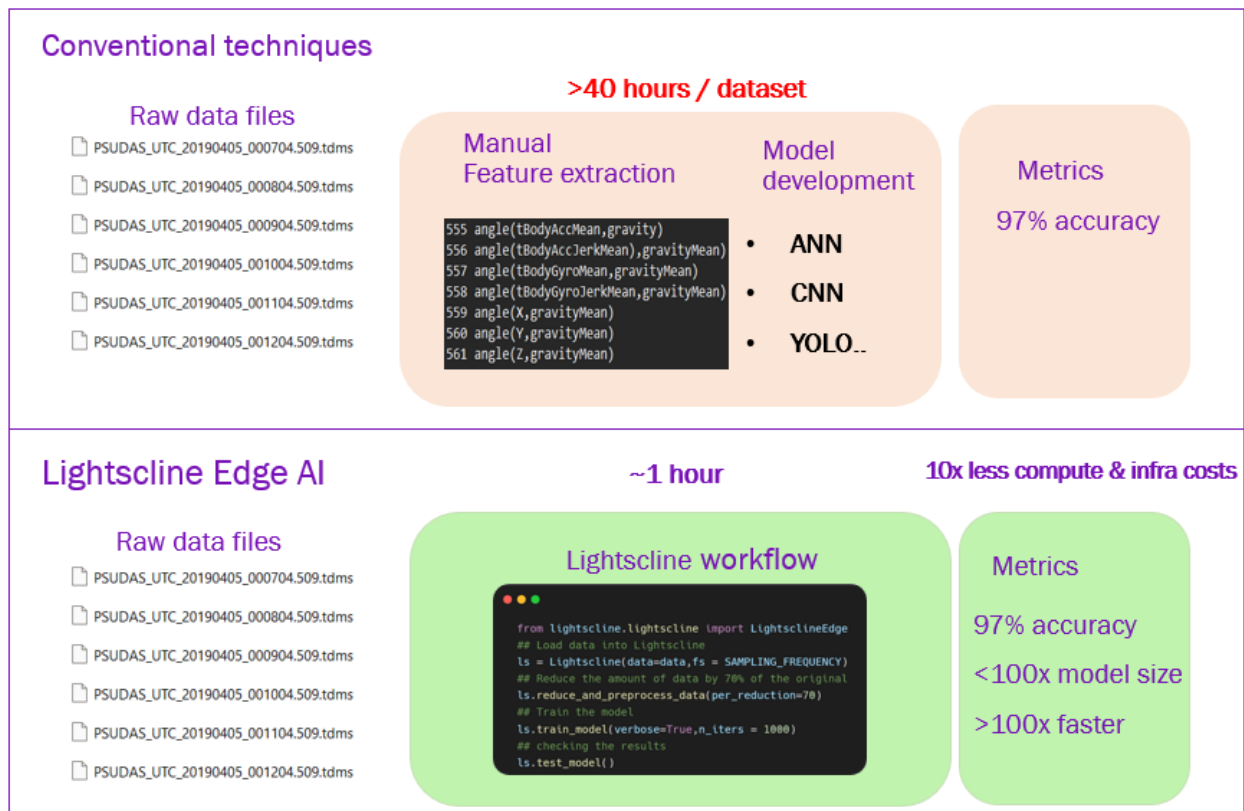 Conventional techniques
>40 hours / dataset
Raw data files
PSUDAS_UTC_20190405_000704.509.tdms
PSUDAS_UTC_20190405_000804.509.tdms
PSUDAS_UTC_20190405_000904.509.tdms
PSUDAS_UTC_20190405_001004.509.tdms
PSUDAS_UTC_20190405_001104.509.tdms
PSUDAS_UTC_20190405_001204.509.tdms
Manual
Feature extraction
555 angle(tBodyAccMean,gravity)
556 angle(tBodyAccJerkMean),gravityMean)
557 angle(tBodyGyroMean,gravityMean)
558 angle(tBodyGyroJerkMean,gravityMean)
559 angle(X,gravityMean)
560 angle(Y,gravityMean)
561 angle(Z,gravityMean)
Model
development
• ANN
• CNN
• YOLO..
Metrics
97% accuracy
Lightscline Edge AI
~1 hour
10x less compute & infra costs
Raw data files
PSUDAS_UTC_20190405_000704.509.tdms
PSUDAS_UTC_20190405_000804.509.tdms
PSUDAS_UTC_20190405_000904.509.tdms
PSUDAS_UTC_20190405_001004.509.tdms
PSUDAS_UTC_20190405_001104.509.tdms
PSUDAS_UTC_20190405_001204.509.tdms
Lightscline workflow
from lightscline.lightscline import LightsclineEdge
## Load data into Lightscline
ls = Lightscline(data=data,fs = SAMPLING_FREQUENCY)
## Reduce the amount of data by 70% of the original
ls.reduce_and_preprocess_data(per_reduction=70)
## Train the model
ls.train_model(verbose=True,n_iters = 1000)
## checking the results
ls.test_model()
Metrics
97% accuracy
<100x model size
>100x faster